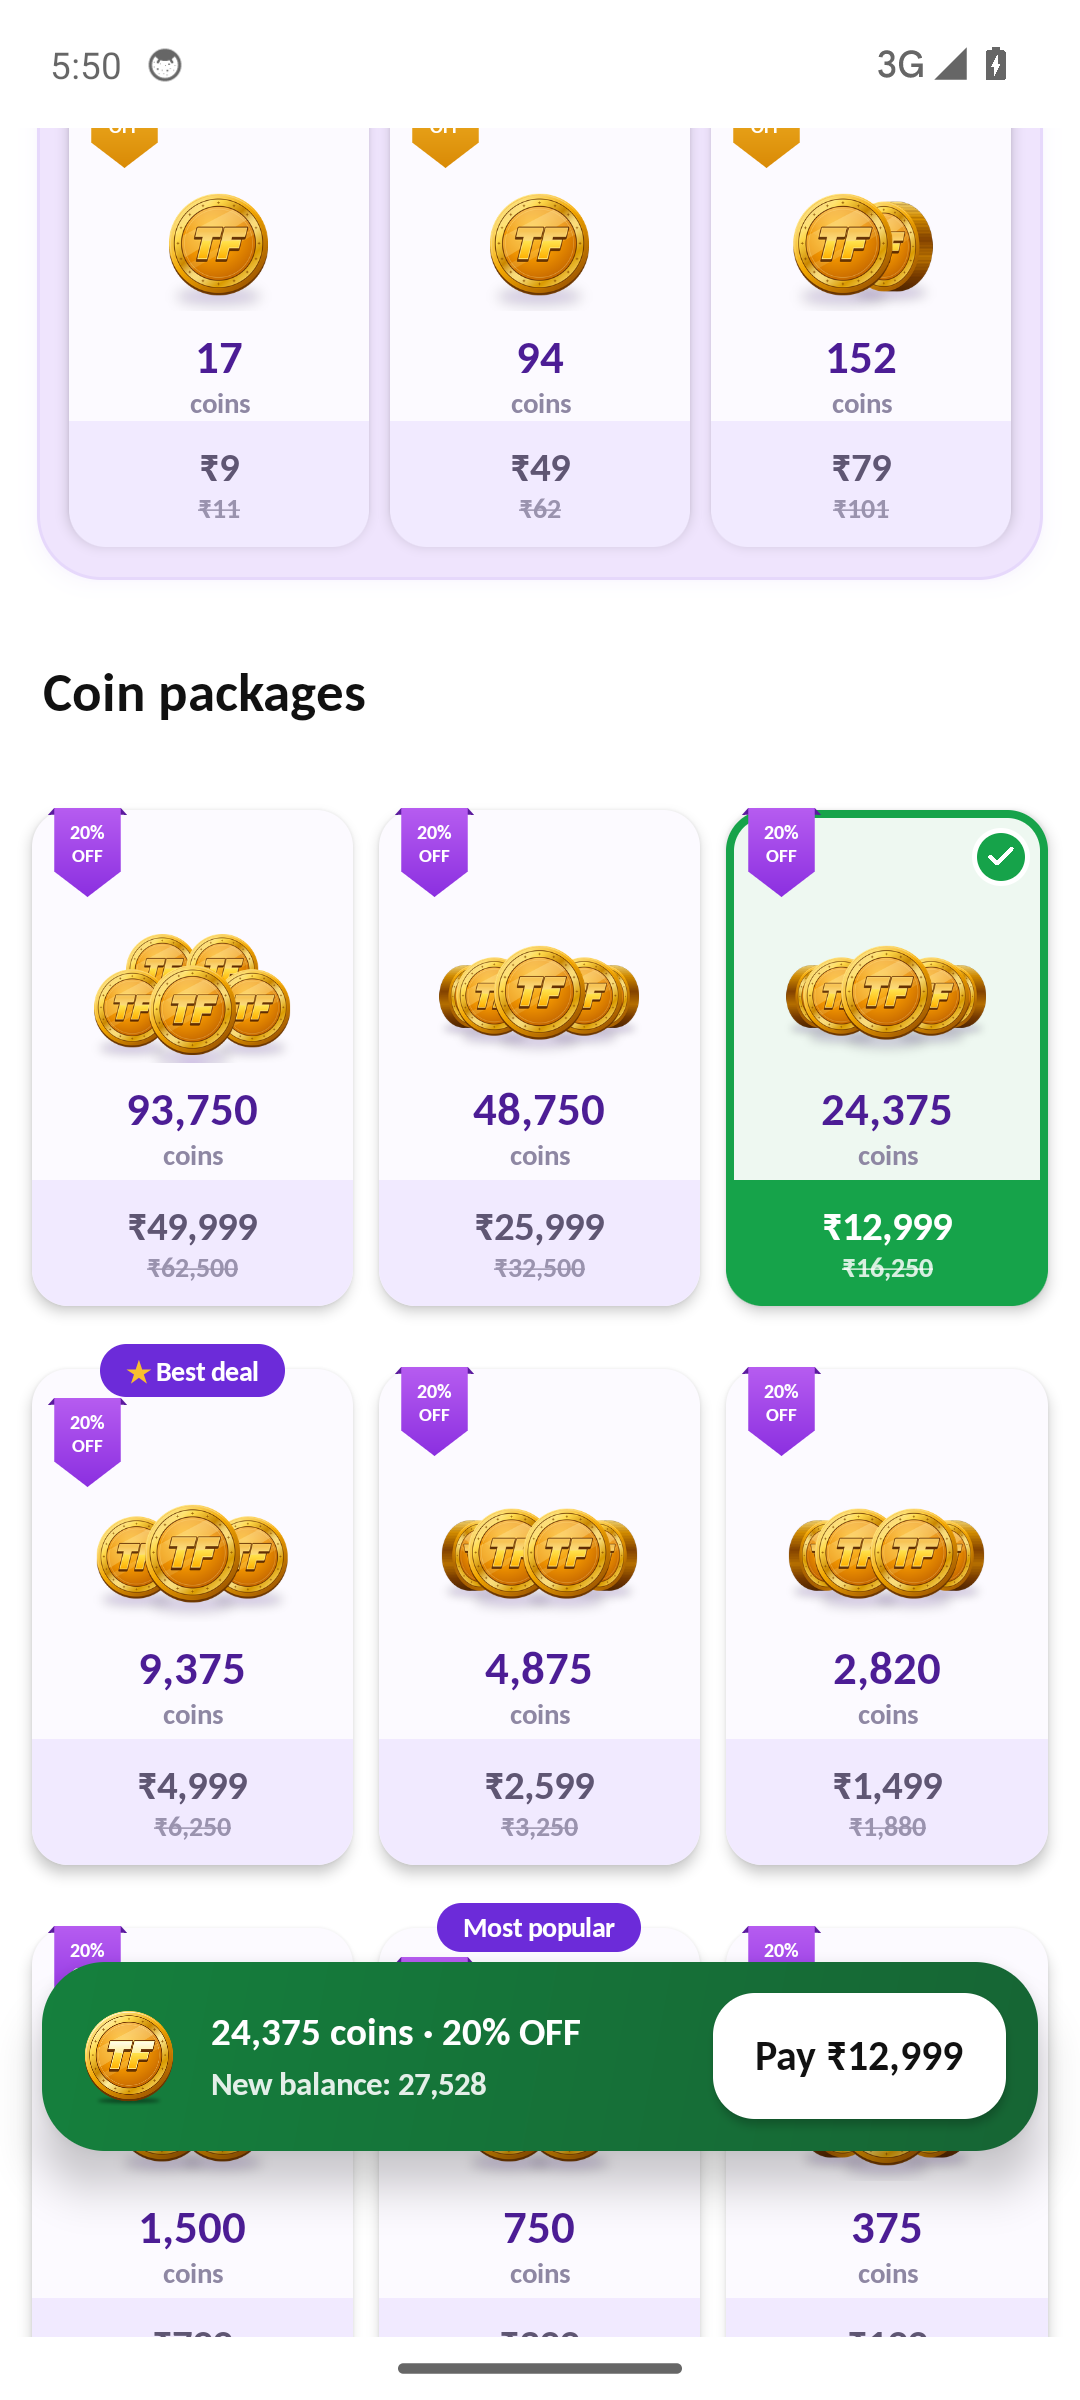 5:50
3G
TF
TF
TF
17
94
152
coins
coins
coins
₹9
₹49
₹79
₹11
₹62
₹101
Coin packages
20%
OFF
20%
OFF
20%
OFF
93,750
48,750
24,375
coins
coins
coins
₹49,999
₹25,999
₹12,999
₹62,500
₹32,500
₹16,250
★ Best deal
20%
OFF
20%
OFF
20%
OFF
9,375
4,875
2,820
coins
coins
coins
₹4,999
₹2,599
₹1,499
₹6,250
₹3,250
₹1,880
Most popular
20%
20%
TF
24,375 coins · 20% OFF
New balance: 27,528
Pay ₹12,999
1,500
750
375
coins
coins
coins